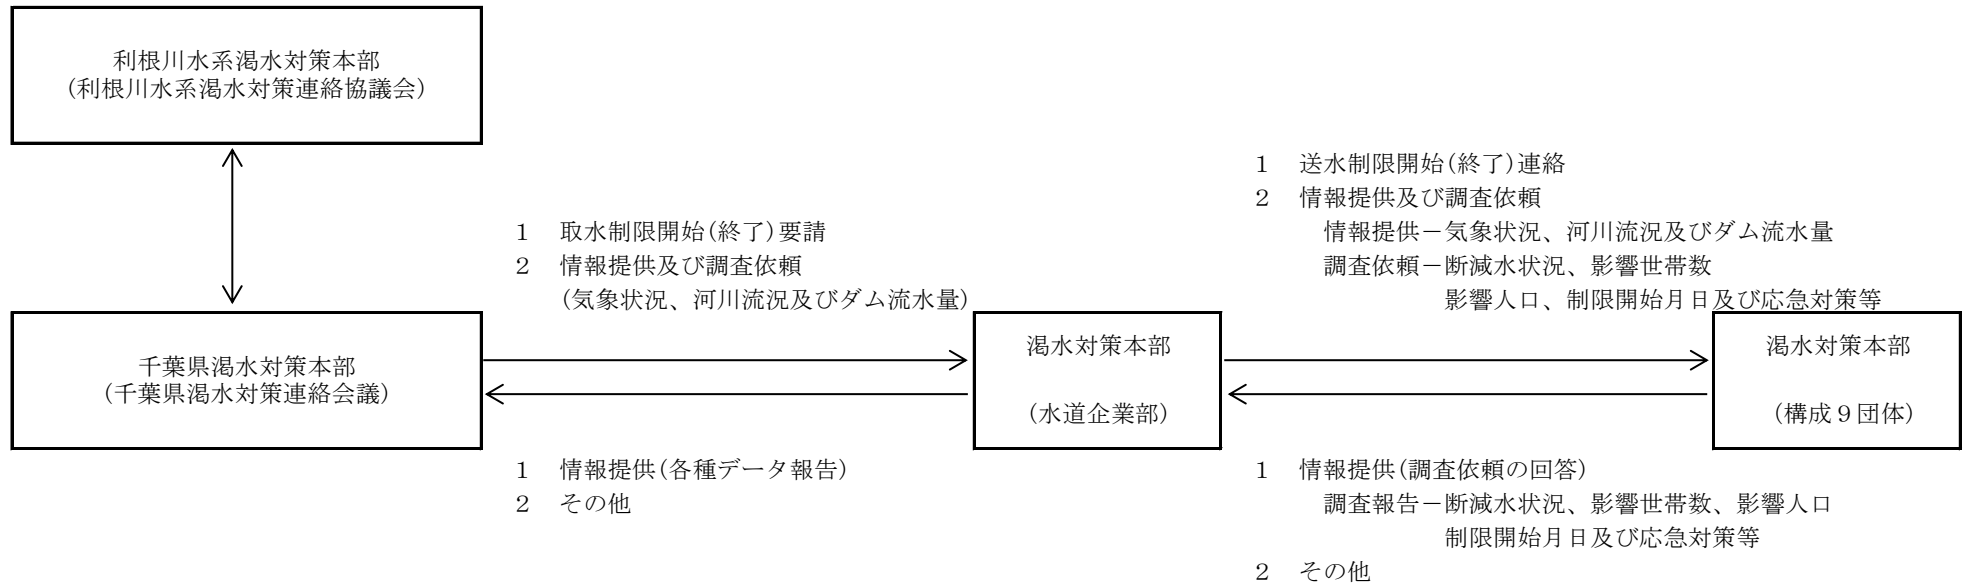 利根川水系渇水対策本部
(利根川水系渇水対策連絡協議会)
1 取水制限開始(終了)要請
2 情報提供及び調査依頼
(気象状況、河川流況及びダム流水量)
1 送水制限開始(終了)連絡
2 情報提供及び調査依頼
情報提供－気象状況、河川流況及びダム流水量
調査依頼－断減水状況、影響世帯数
影響人口、制限開始月日及び応急対策等
千葉県渇水対策本部
(千葉県渇水対策連絡会議)
渇水対策本部
(水道企業部)
渇水対策本部
(構成９団体)
1 情報提供(各種データ報告)
2 その他
1 情報提供(調査依頼の回答)
調査報告－断減水状況、影響世帯数、影響人口
制限開始月日及び応急対策等
2 その他